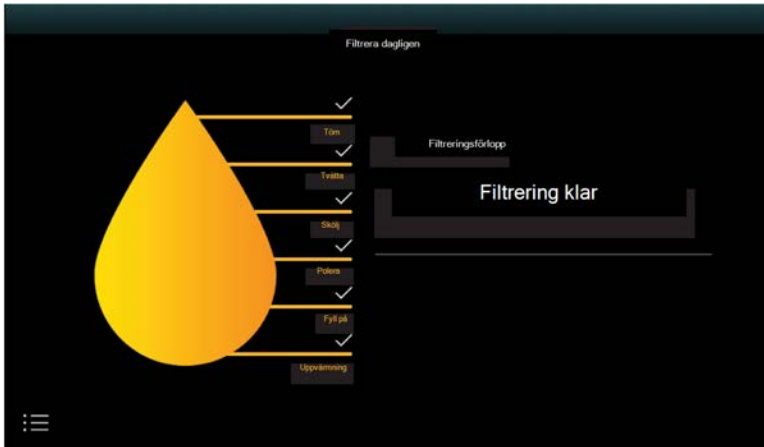 Filtrera dagligen
Töm
Tvätta
Skölj
Polera
Fyll på
Uppvärmning
Filtreringsförlopp
Filtrering klar